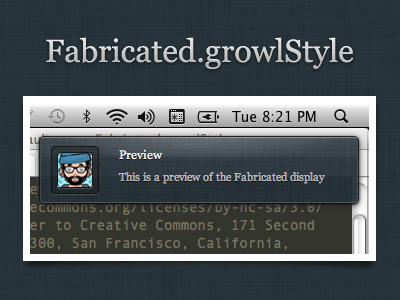 Fabricated.growlStyle
Tue 8:21 PM
Preview
This is a preview of the Fabricated display
ecommons.org/licenses/by-nc-sa/3.0/
er to Creative Commons, 171 Second
300, San Francisco, California,